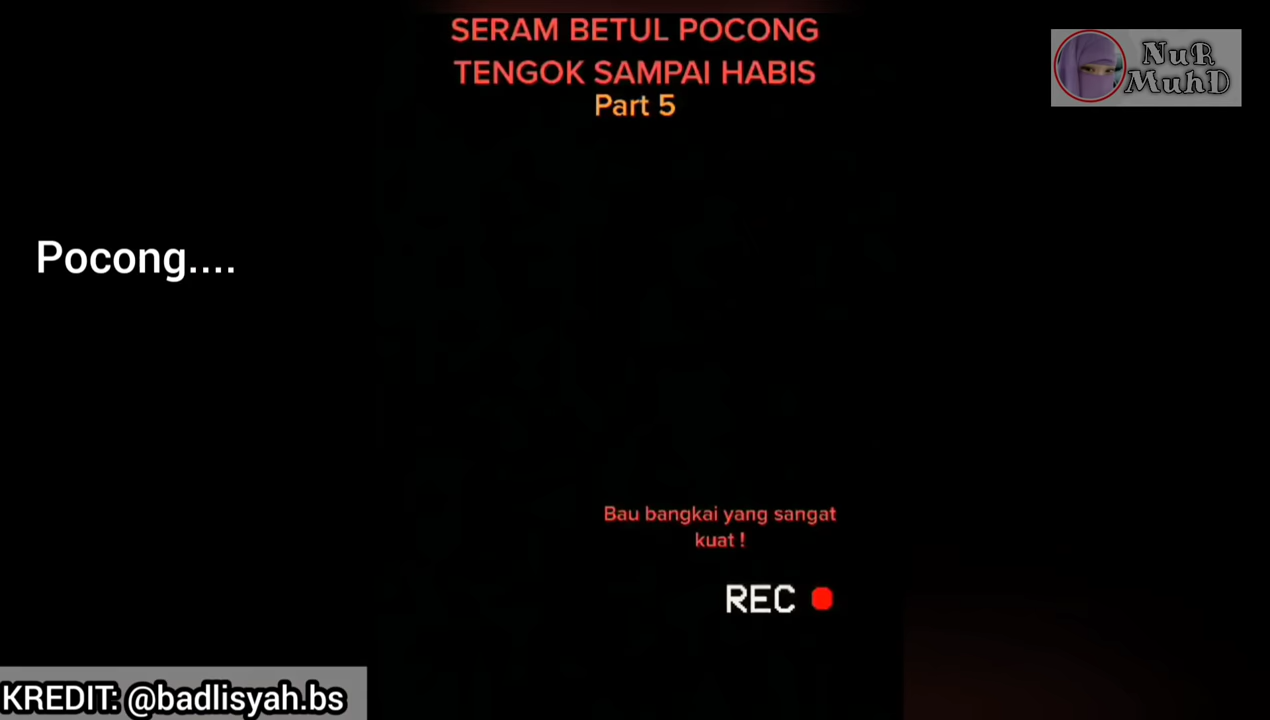 SERAM BETUL POCONG
TENGOK SAMPAI HABIS
Part 5
NuR
MuhD
Pocong....
Bau bangkai yang sangat
kuat !
REC
KREDIT: @badlisyah.bs